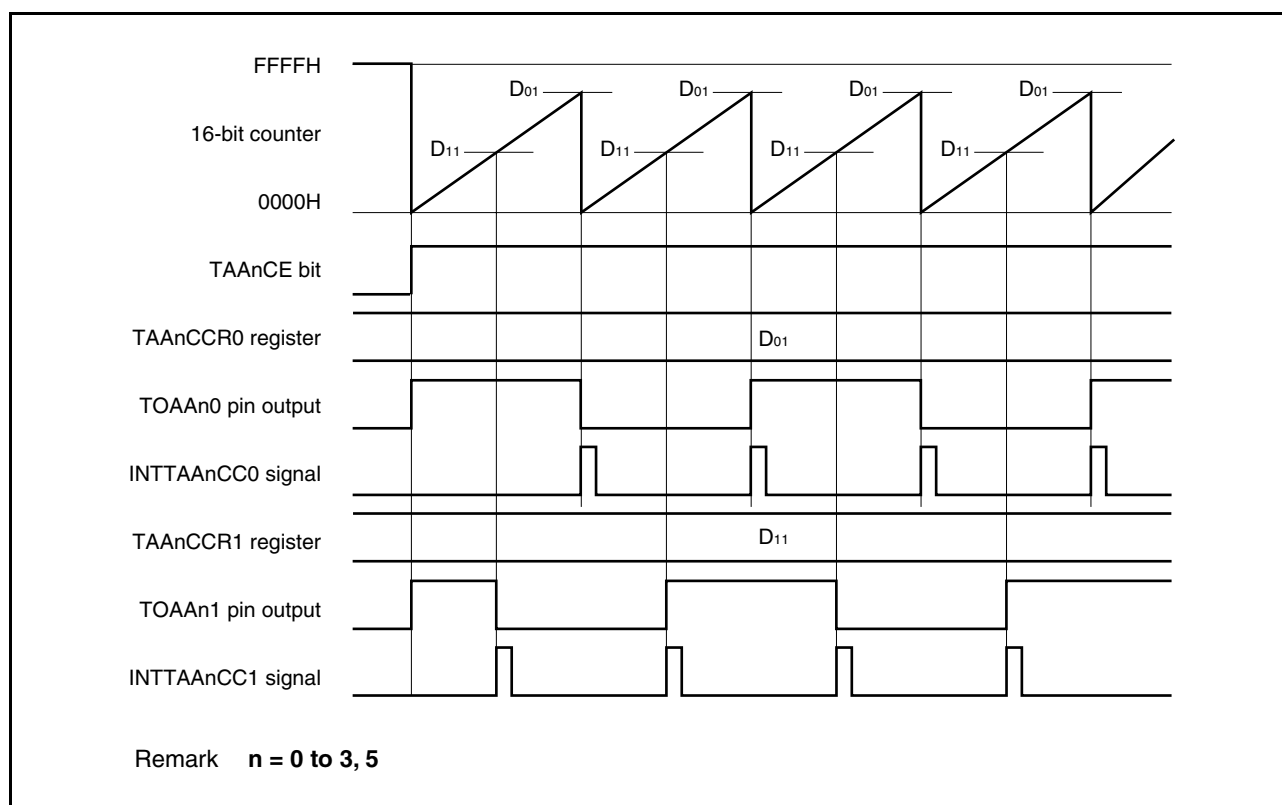 FFFFH
D01 D01 D01 D01
16-bit counter
D11 D11 D11 D11
0000H
TAAnCE bit
TAAnCCR0 register
D01
TOAAn0 pin output
INTTAAnCC0 signal
TAAnCCR1 register
D11
TOAAn1 pin output
INTTAAnCC1 signal
Remark n = 0 to 3, 5